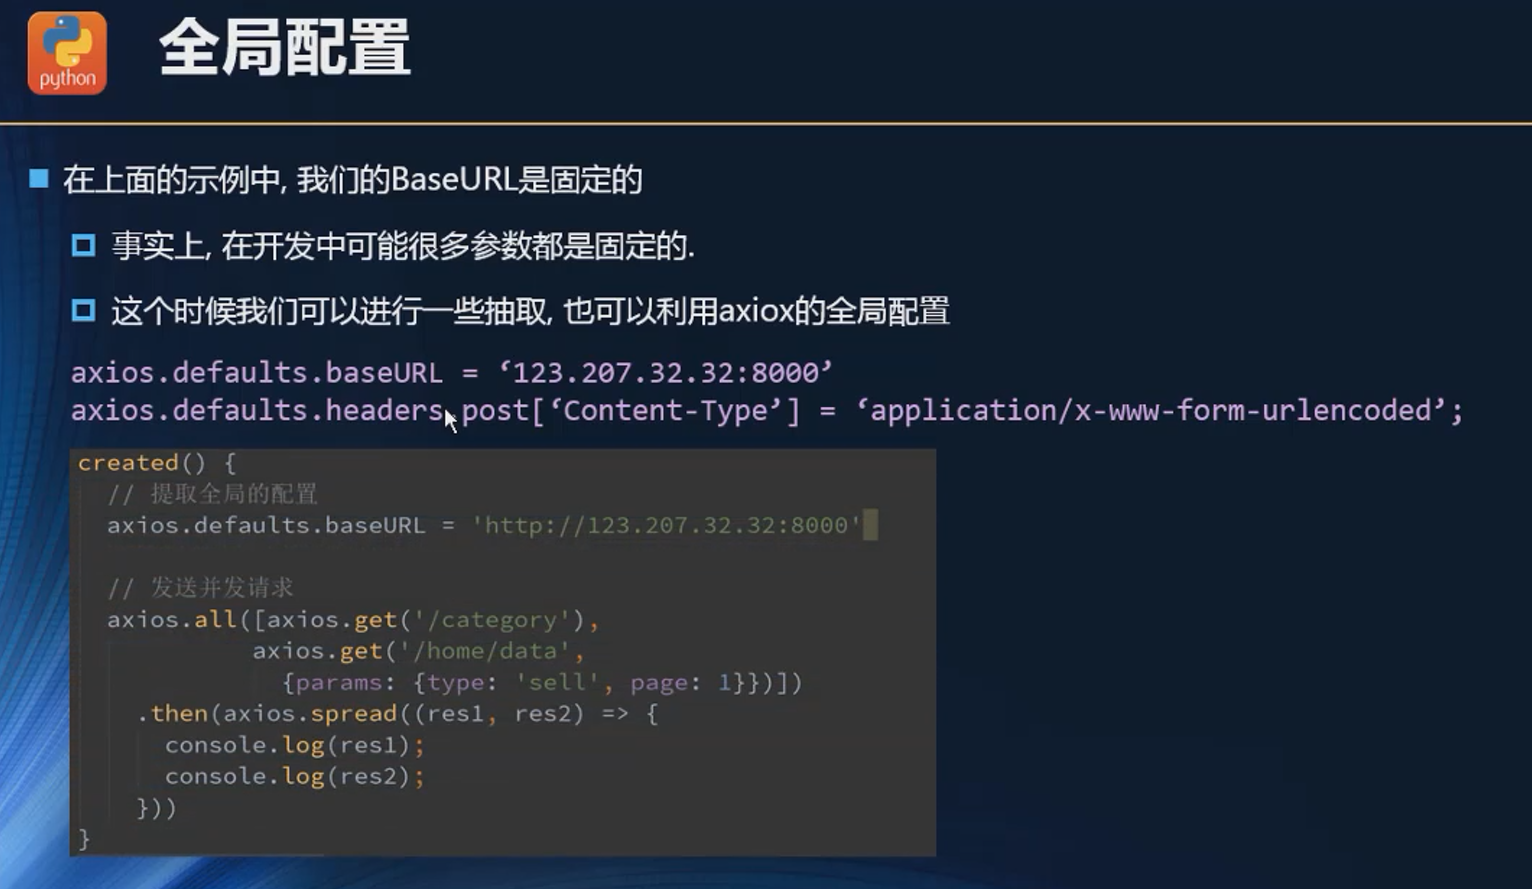 python
全局配置
在上面的示例中, 我们的BaseURL是固定的
事实上, 在开发中可能很多参数都是固定的.
这个时候我们可以进行一些抽取, 也可以利用axiox的全局配置
axios.defaults.baseURL = ‘123.207.32.32:8000’
axios.defaults.headers.post[‘Content-Type’] = ‘application/x-www-form-urlencoded’;
created() {
// 提取全局的配置
axios.defaults.baseURL = 'http://123.207.32.32:8000'
// 发送并发请求
axios.all([axios.get('/category'),
axios.get('/home/data',
{params: {type: 'sell', page: 1}})])
.then(axios.spread((res1, res2) => {
console.log(res1);
console.log(res2);
}))
}